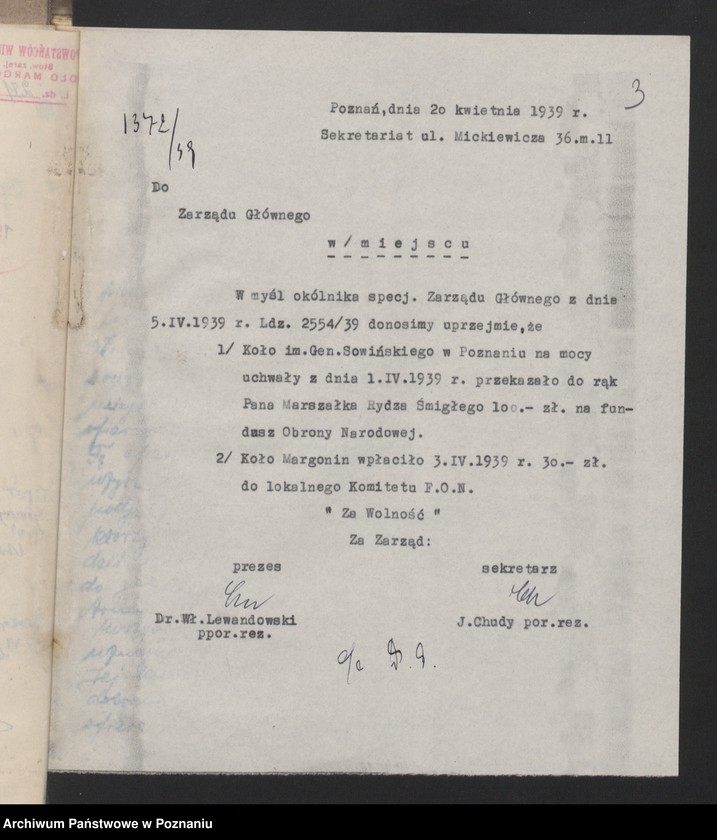 3
1372/39
Poznań,dnia 2o kwietnia 1939 r.
Sekretariat ul. Mickiewicza 36.m.11
Do
Zarządu Głównego
w/miejscu
W myśl okólnika specj. Zarządu Głównego z dnia
5.IV.1939 r. Ldz. 2554/39 donosimy uprzejmie,że
1/ Koło im.Gen.Sowińskiego w Poznaniu na mocy
uchwały z dnia 1.IV.1939 r. przekazało do rąk
Pana Marszałka Rydza Śmigłego 1oo.- zł. na fun-
dusz Obrony Narodowej.
2/ Koło Margonin wpłaciło 3.IV.1939 r. 3o.- zł.
do lokalnego Komitetu F.O.N.
" Za Wolność "
Za Zarząd:
prezes sekretarz
Dr.Wł.Lewandowski J.Chudy por.rez.
ppor.rez.
Archiwum Państwowe w Poznaniu